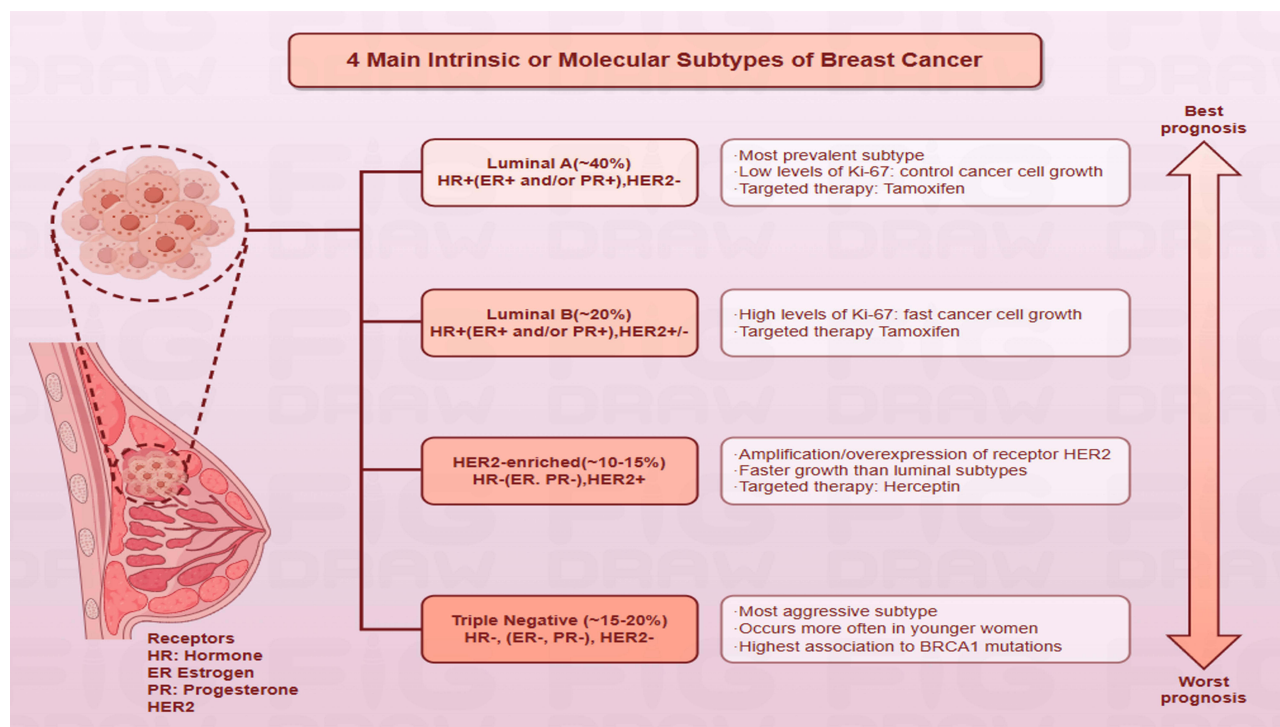 4 Main Intrinsic or Molecular Subtypes of Breast Cancer
Best
prognosis
Luminal A(~40%)
HR+(ER+ and/or PR+),HER2-
·Most prevalent subtype
·Low levels of Ki-67: control cancer cell growth
·Targeted therapy: Tamoxifen
Luminal B(~20%)
HR+(ER+ and/or PR+),HER2+/-
·High levels of Ki-67: fast cancer cell growth
·Targeted therapy Tamoxifen
HER2-enriched(~10-15%)
HR-(ER. PR-),HER2+
·Amplification/overexpression of receptor HER2
·Faster growth than luminal subtypes
·Targeted therapy: Herceptin
Triple Negative (~15-20%)
HR-, (ER-, PR-), HER2-
·Most aggressive subtype
·Occurs more often in younger women
·Highest association to BRCA1 mutations
Worst
prognosis
Receptors
HR: Hormone
ER Estrogen
PR: Progesterone
HER2
FIG
DRAW